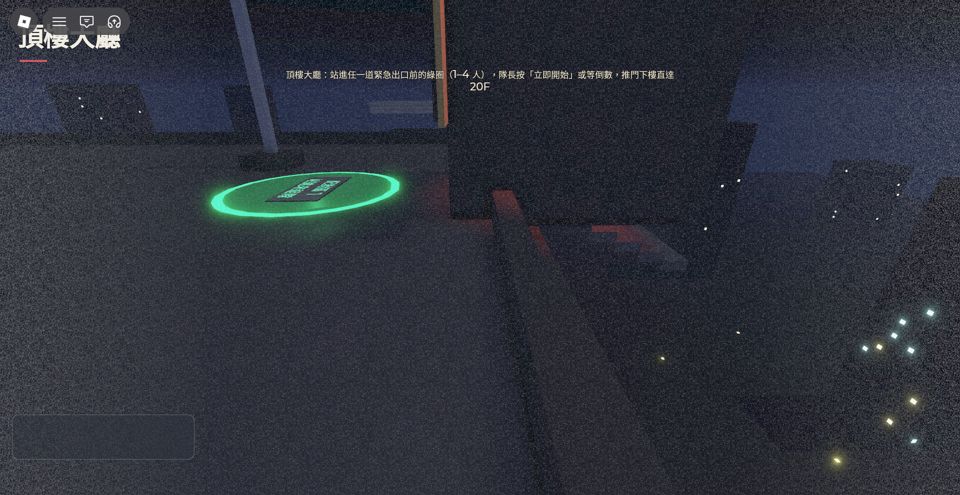 頂樓大廳
頂樓大廳：站進任一道緊急出口前的綠圈（1–4 人），隊長按「立即開始」或等倒數，推門下樓直達
20F